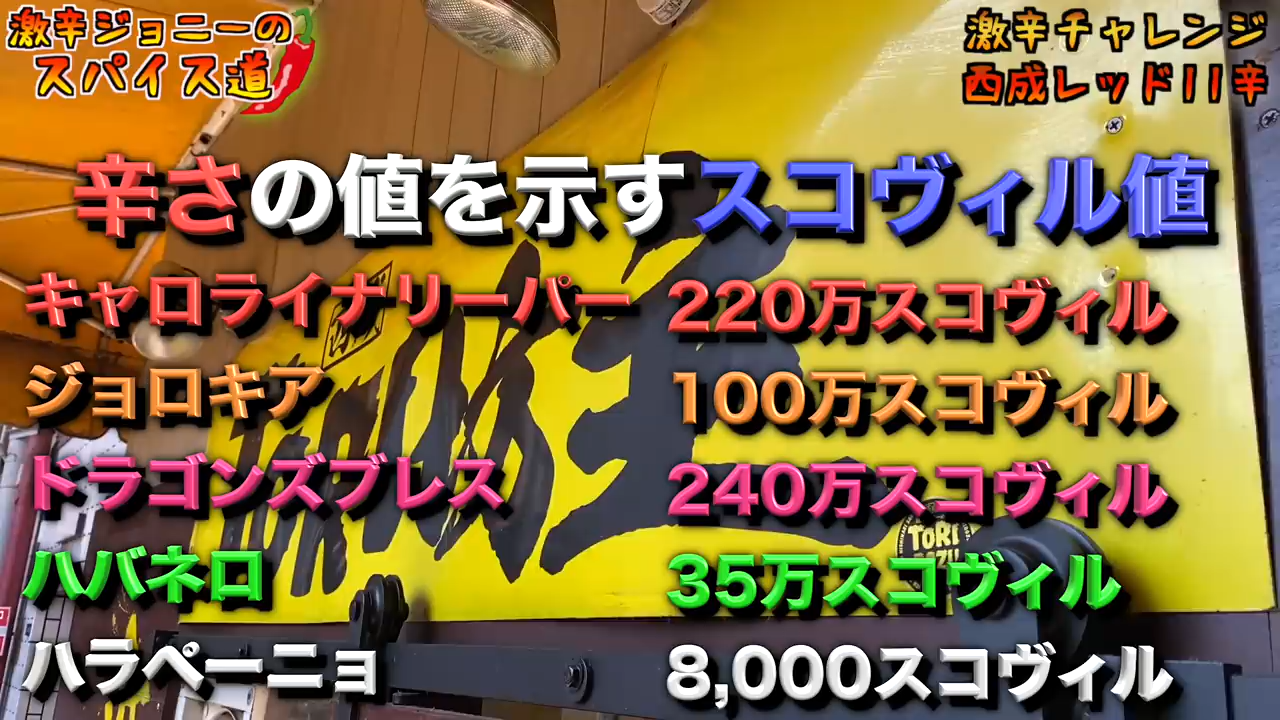 激辛ジョニーの
スパイス道
激辛チャレンジ
西成レッド11辛
辛さの値を示すスコヴィル値
キャロライナリーパー 220万スコヴィル
ジョロキア 100万スコヴィル
ドラゴンズブレス 240万スコヴィル
ハバネロ 35万スコヴィル
ハラペーニョ 8,000スコヴィル
TORI